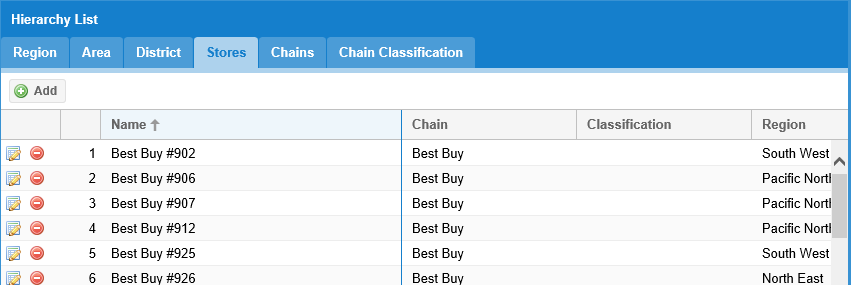 Hierarchy List
Region Area District Stores Chains Chain Classification
Add
Name Chain Classification Region
1 Best Buy #902 Best Buy South West
2 Best Buy #906 Best Buy Pacific North
3 Best Buy #907 Best Buy Pacific North
4 Best Buy #912 Best Buy Pacific North
5 Best Buy #925 Best Buy South West
6 Best Buy #926 Best Buy North East